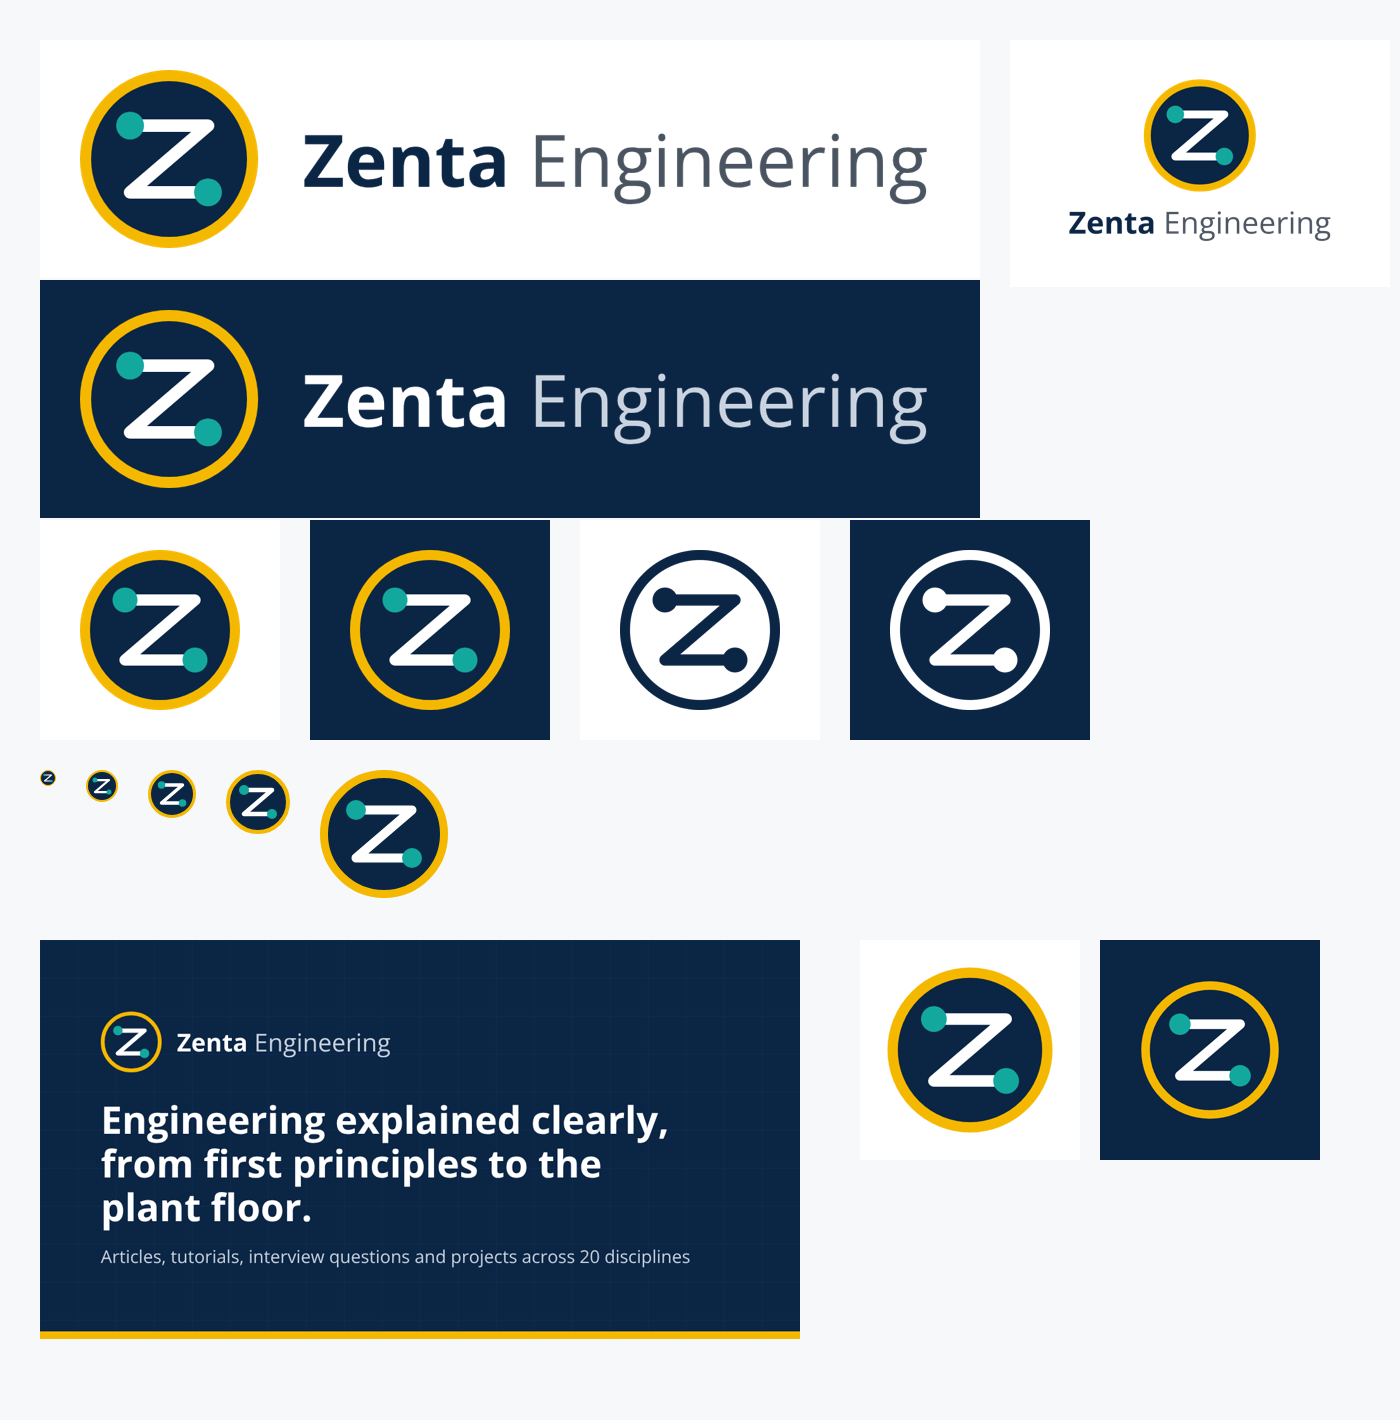 Zenta Engineering
Zenta Engineering
Zenta Engineering
Zenta Engineering
Engineering explained clearly,
from first principles to the
plant floor.
Articles, tutorials, interview questions and projects across 20 disciplines